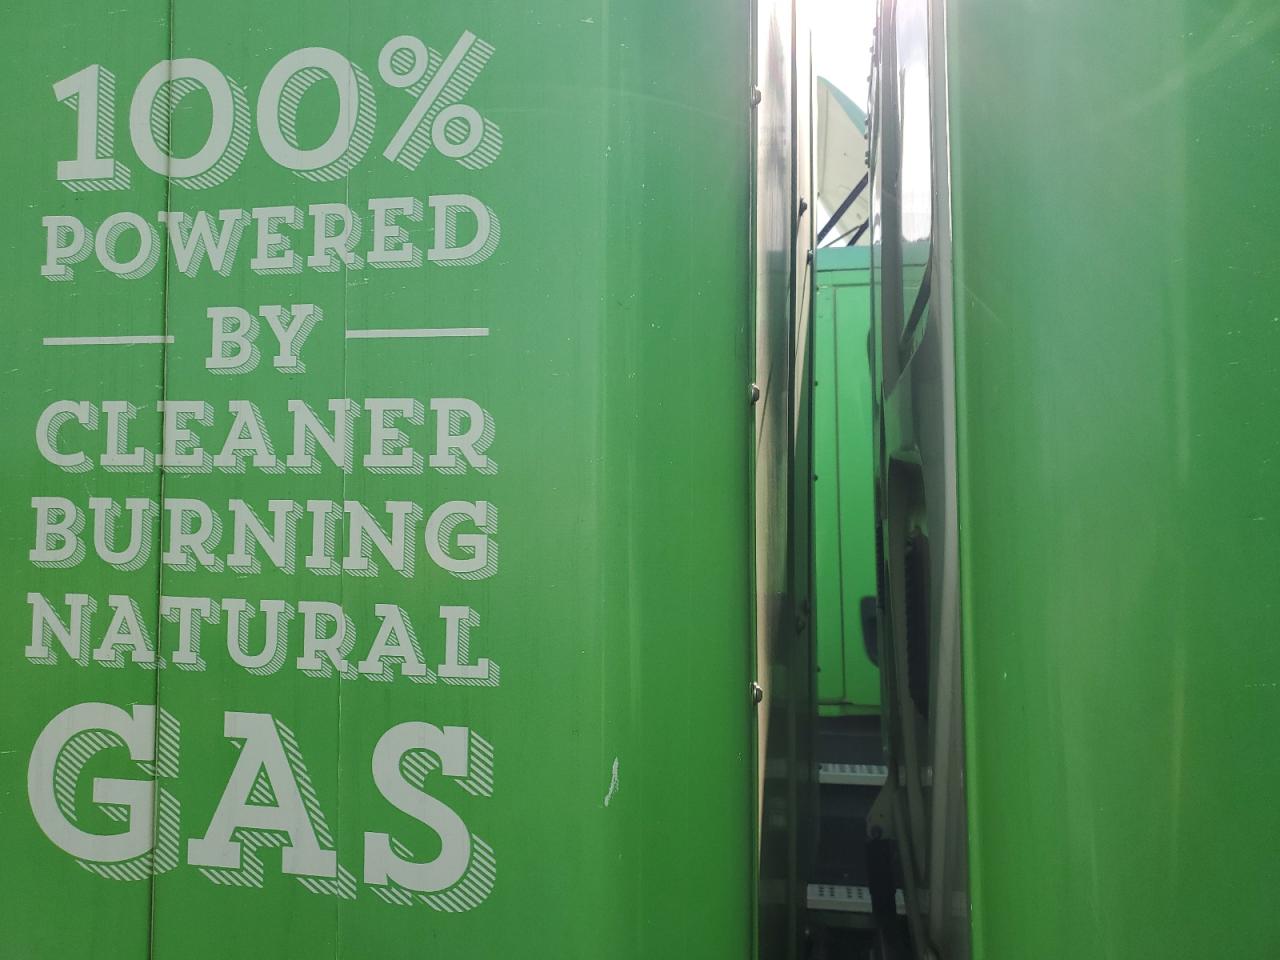 100%
POWERED
BY
CLEANER
BURNING
NATURAL
GAS